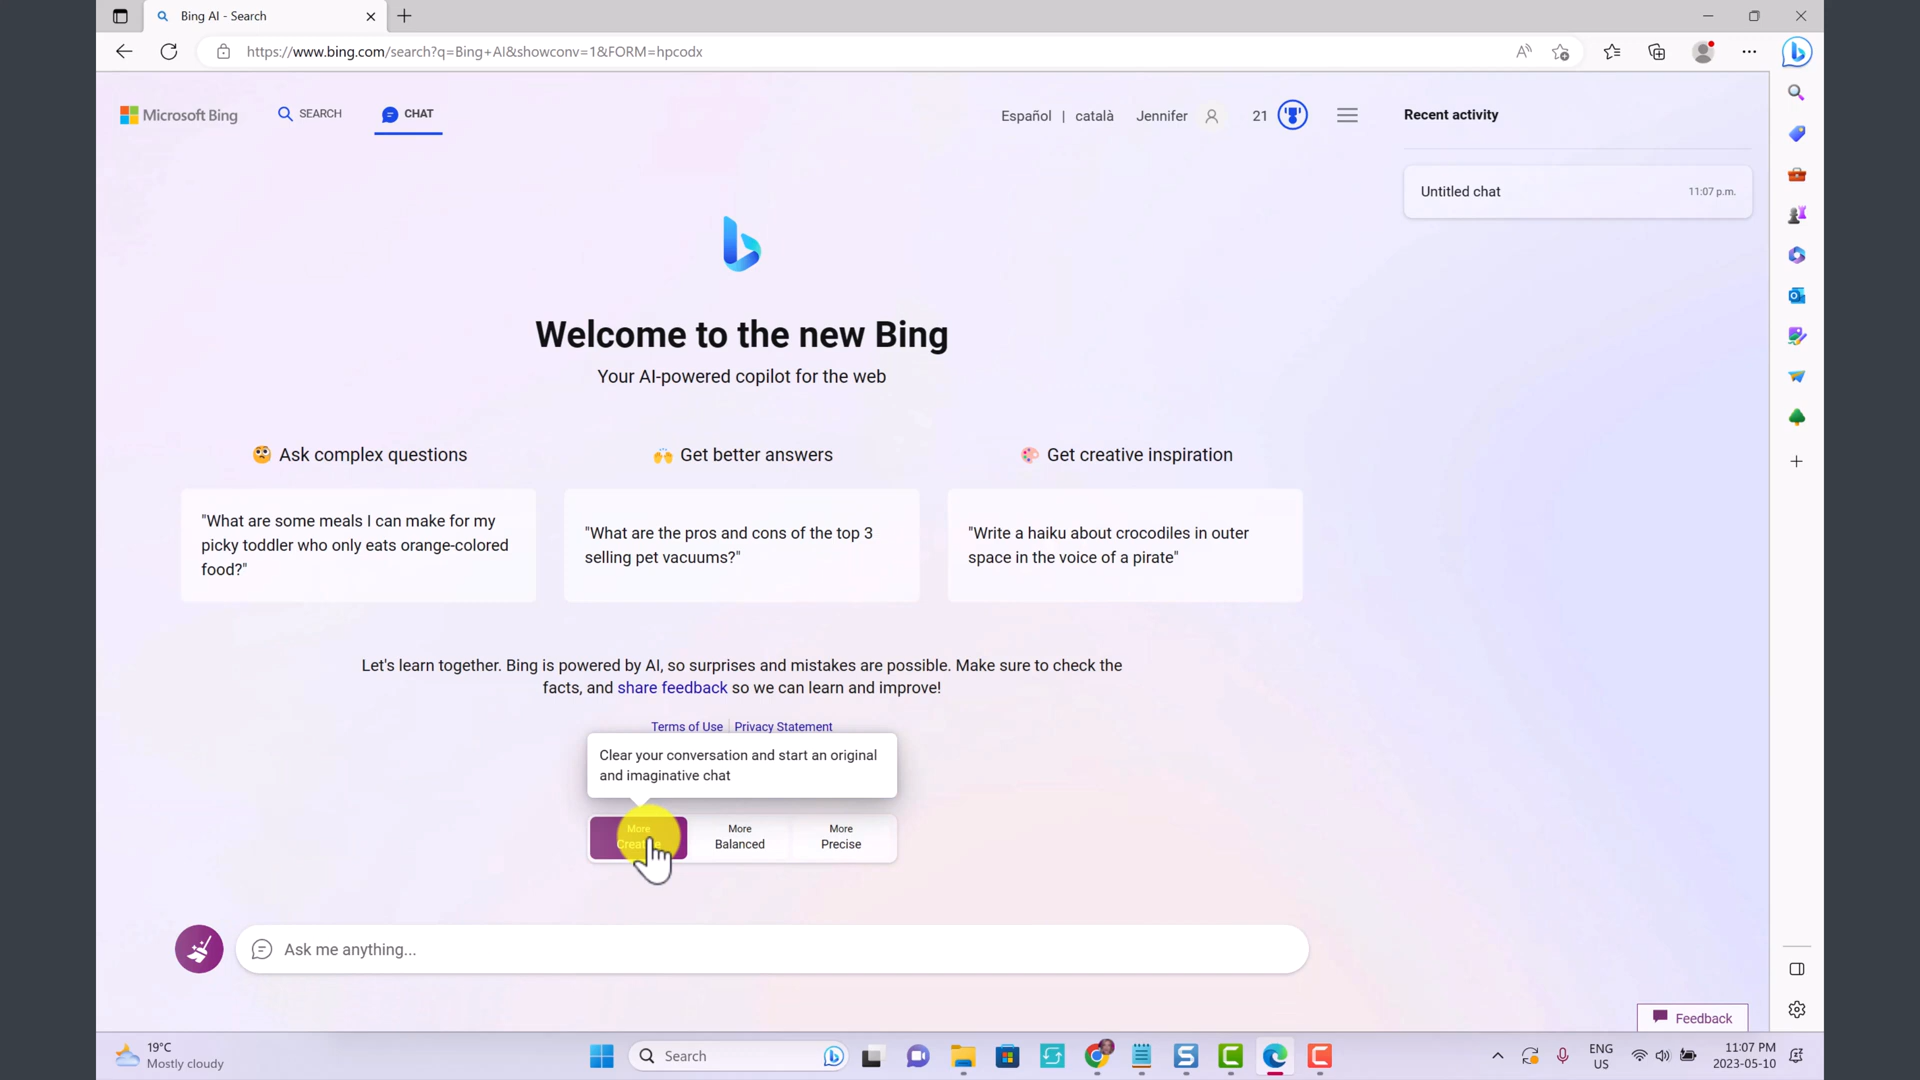 Bing AI - Search
https://www.bing.com/search?q=Bing+AI&showconv=1&FORM=hpcodx
Microsoft Bing
SEARCH
CHAT
Español | català
Jennifer
21
Recent activity
Untitled chat
11:07 p.m.
Welcome to the new Bing
Your AI-powered copilot for the web
Ask complex questions
Get better answers
Get creative inspiration
"What are some meals I can make for my
picky toddler who only eats orange-colored
food?"
"What are the pros and cons of the top 3
selling pet vacuums?"
"Write a haiku about crocodiles in outer
space in the voice of a pirate"
Let's learn together. Bing is powered by AI, so surprises and mistakes are possible. Make sure to check the
facts, and share feedback so we can learn and improve!
Terms of Use | Privacy Statement
Clear your conversation and start an original
and imaginative chat
More
More
Balanced
More
Precise
Ask me anything...
Feedback
19°C
Mostly cloudy
Search
ENG
US
11:07 PM
2023-05-10